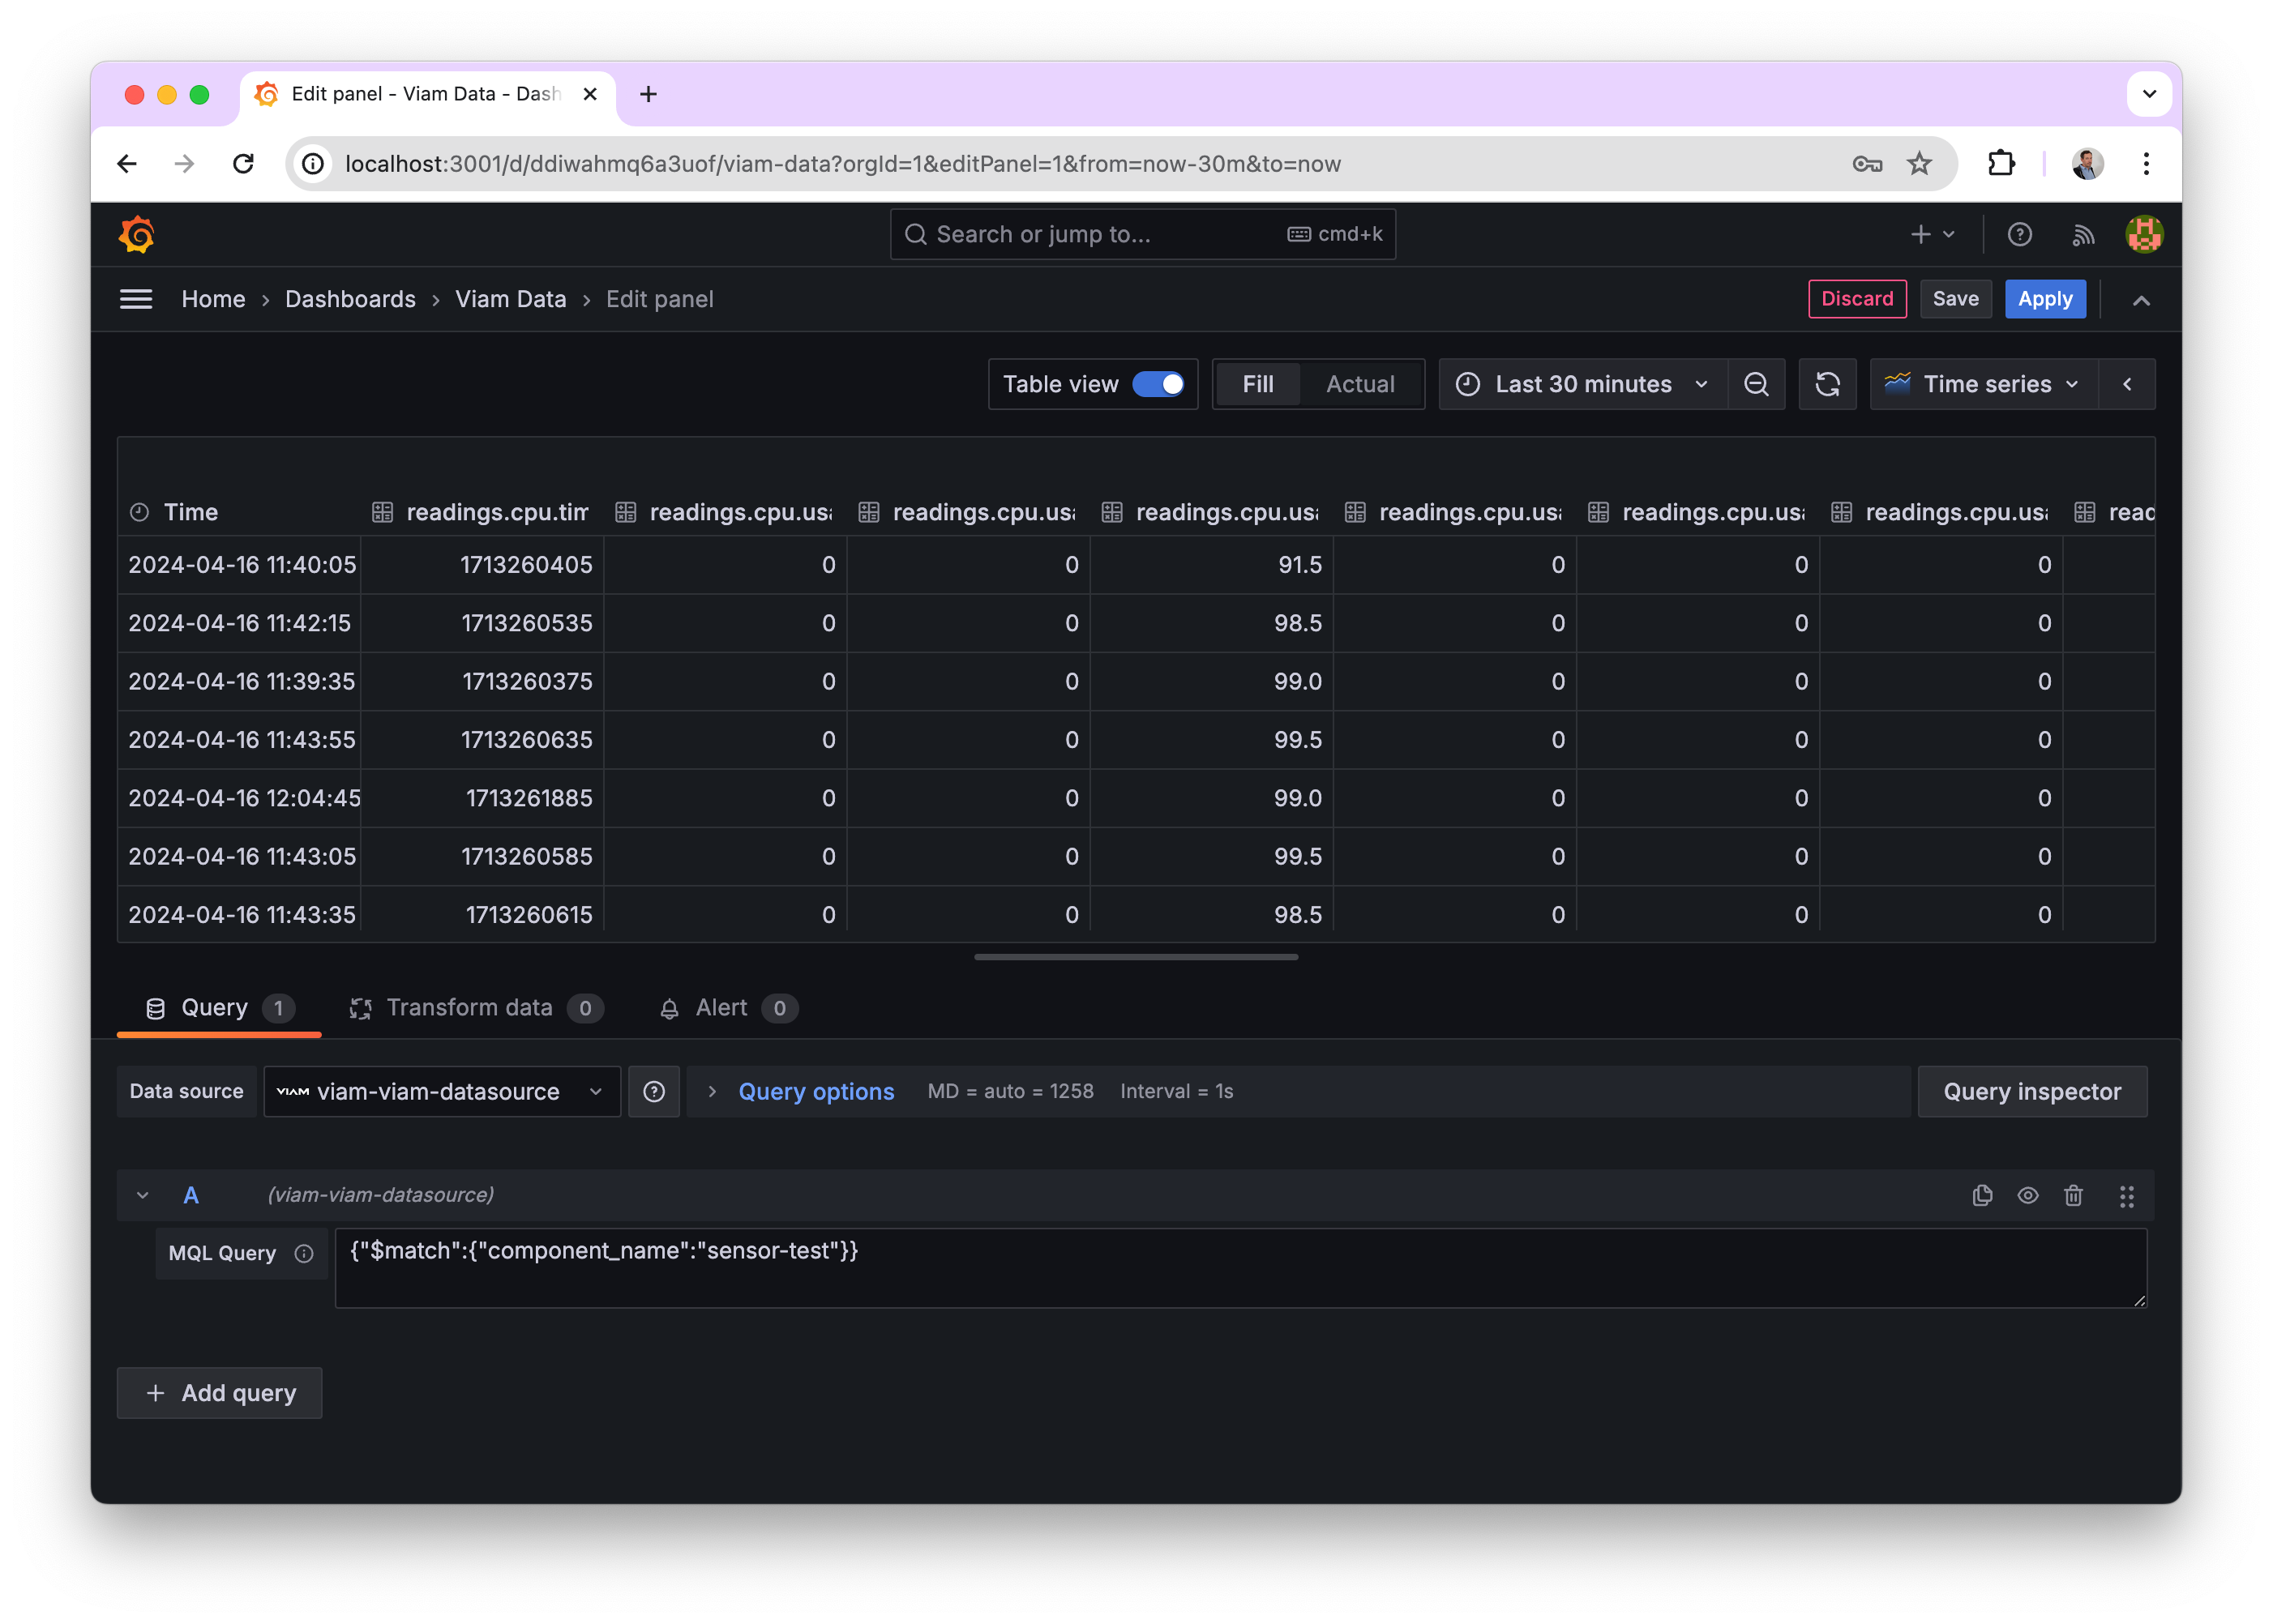 Edit panel - Viam Data - Dash
localhost:3001/d/ddiwahmq6a3uof/viam-data?orgId=1&editPanel=1&from=now-30m&to=now
Search or jump to... cmd+k
Home › Dashboards › Viam Data › Edit panel Discard Save Apply
Table view Fill Actual Last 30 minutes Time series
Time readings.cpu.tim readings.cpu.usa readings.cpu.usa readings.cpu.usa readings.cpu.usa readings.cpu.usa readings.cpu.usa read
2024-04-16 11:40:05 1713260405 0 0 91.5 0 0 0
2024-04-16 11:42:15 1713260535 0 0 98.5 0 0 0
2024-04-16 11:39:35 1713260375 0 0 99.0 0 0 0
2024-04-16 11:43:55 1713260635 0 0 99.5 0 0 0
2024-04-16 12:04:45 1713261885 0 0 99.0 0 0 0
2024-04-16 11:43:05 1713260585 0 0 99.5 0 0 0
2024-04-16 11:43:35 1713260615 0 0 98.5 0 0 0
Query 1 Transform data 0 Alert 0
Data source VIAM viam-viam-datasource Query options MD = auto = 1258 Interval = 1s Query inspector
A (viam-viam-datasource)
MQL Query {"$match":{"component_name":"sensor-test"}}
+ Add query